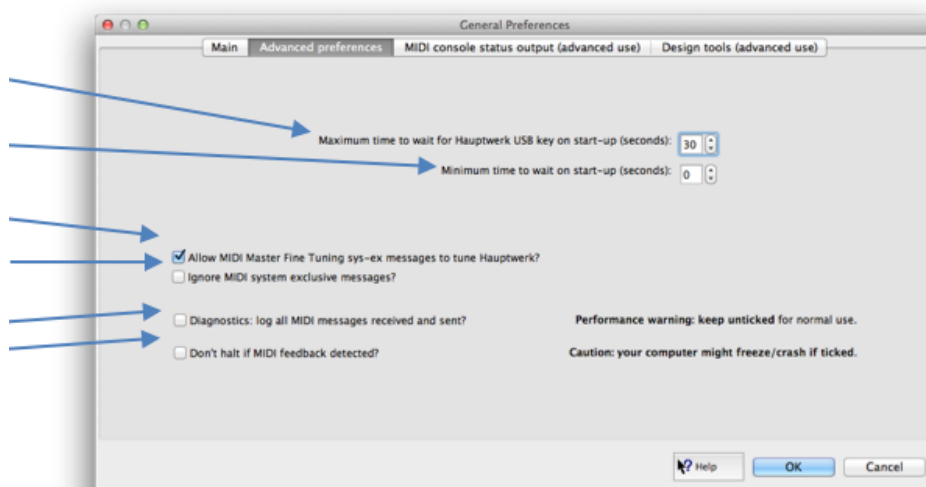 General Preferences
Main Advanced preferences MIDI console status output (advanced use) Design tools (advanced use)
Maximum time to wait for Hauptwerk USB key on start-up (seconds): 30
Minimum time to wait on start-up (seconds): 0
Allow MIDI Master Fine Tuning sys-ex messages to tune Hauptwerk?
Ignore MIDI system exclusive messages?
Diagnostics: log all MIDI messages received and sent? Performance warning: keep unticked for normal use.
Don't halt if MIDI feedback detected? Caution: your computer might freeze/crash if ticked.
? Help OK Cancel